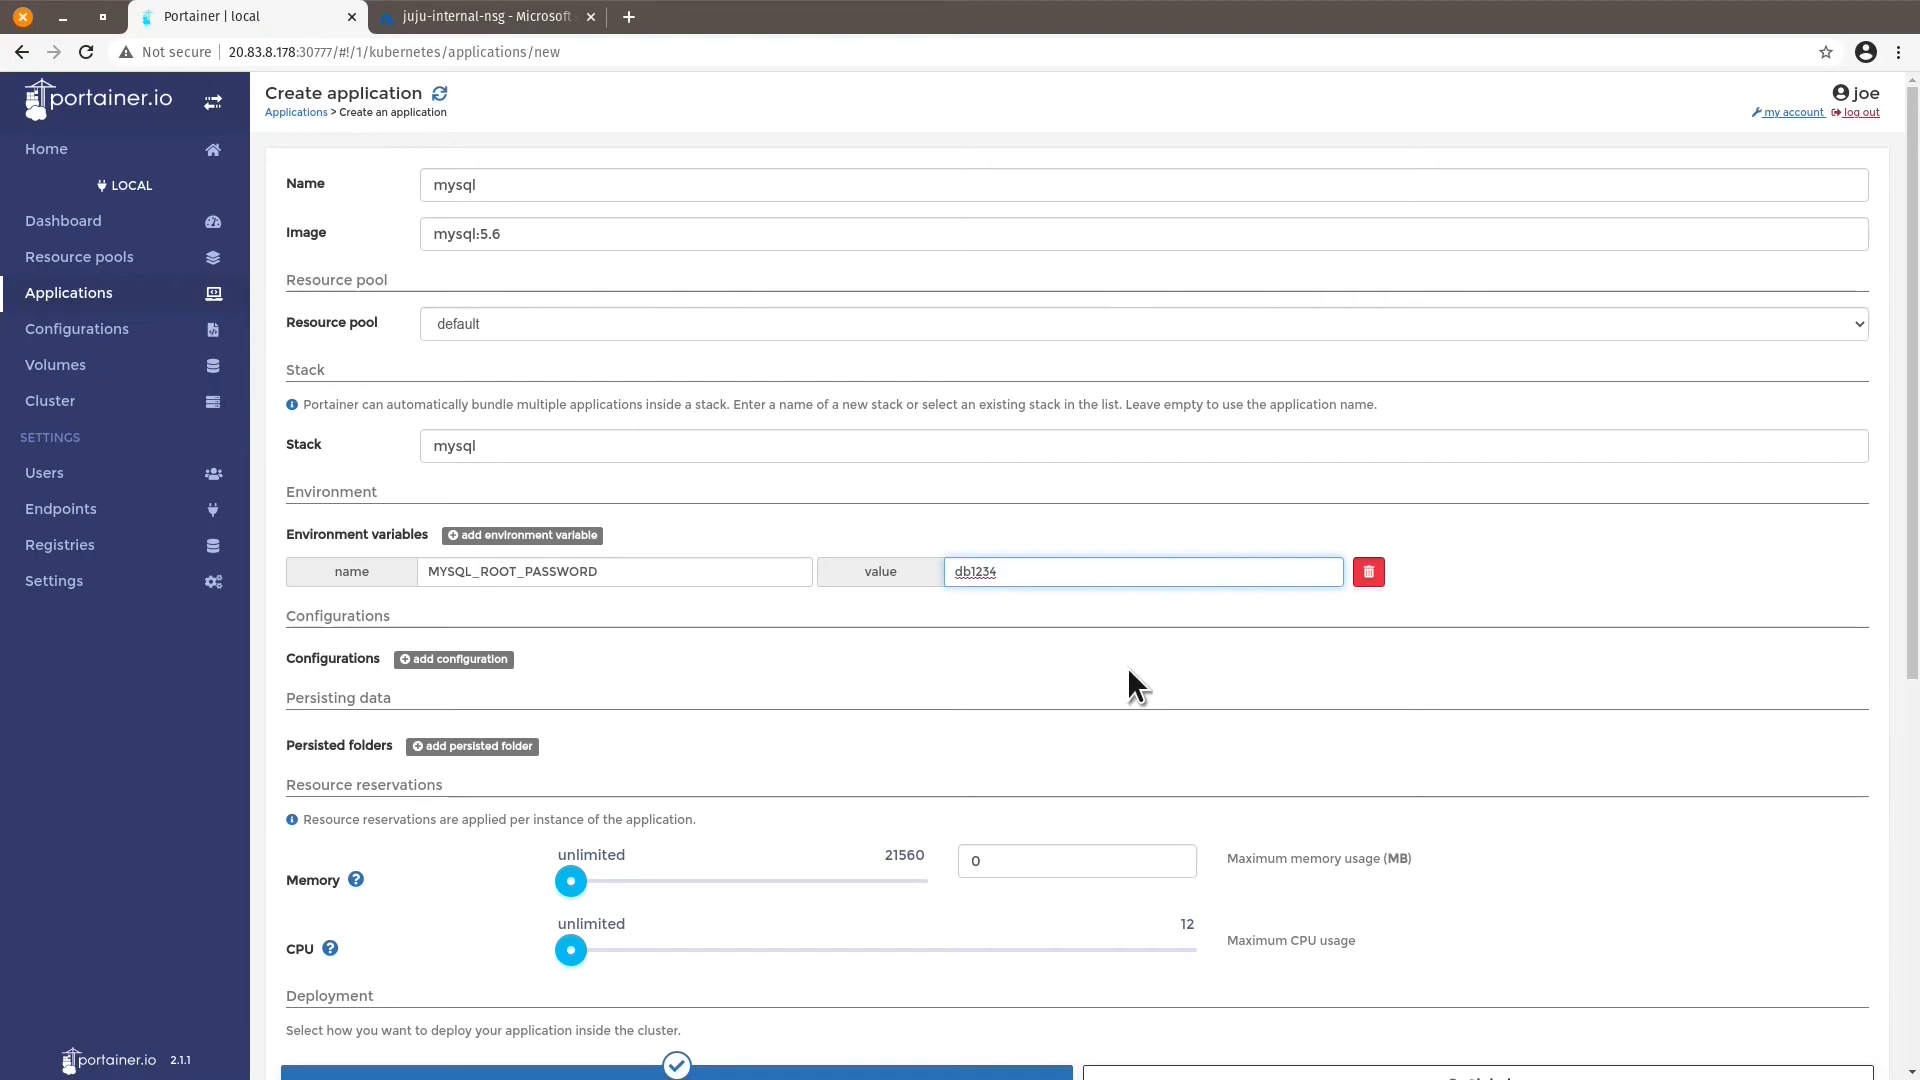 Portainer | local
juju-internal-nsg - Microsoft
Not secure
20.83.8.178:30777/#!/1/kubernetes/applications/new
portainer.io
Create application
Applications > Create an application
joe
my account log out
Home
LOCAL
Dashboard
Resource pools
Applications
Configurations
Volumes
Cluster
SETTINGS
Users
Endpoints
Registries
Settings
portainer.io 2.1.1
Name mysql
Image mysql:5.6
Resource pool
Resource pool default
Stack
Portainer can automatically bundle multiple applications inside a stack. Enter a name of a new stack or select an existing stack in the list. Leave empty to use the application name.
Stack mysql
Environment
Environment variables add environment variable
name MYSQL_ROOT_PASSWORD value db1234
Configurations
Configurations add configuration
Persisting data
Persisted folders add persisted folder
Resource reservations
Resource reservations are applied per instance of the application.
unlimited 21560
Memory 0 Maximum memory usage (MB)
unlimited 12
CPU Maximum CPU usage
Deployment
Select how you want to deploy your application inside the cluster.